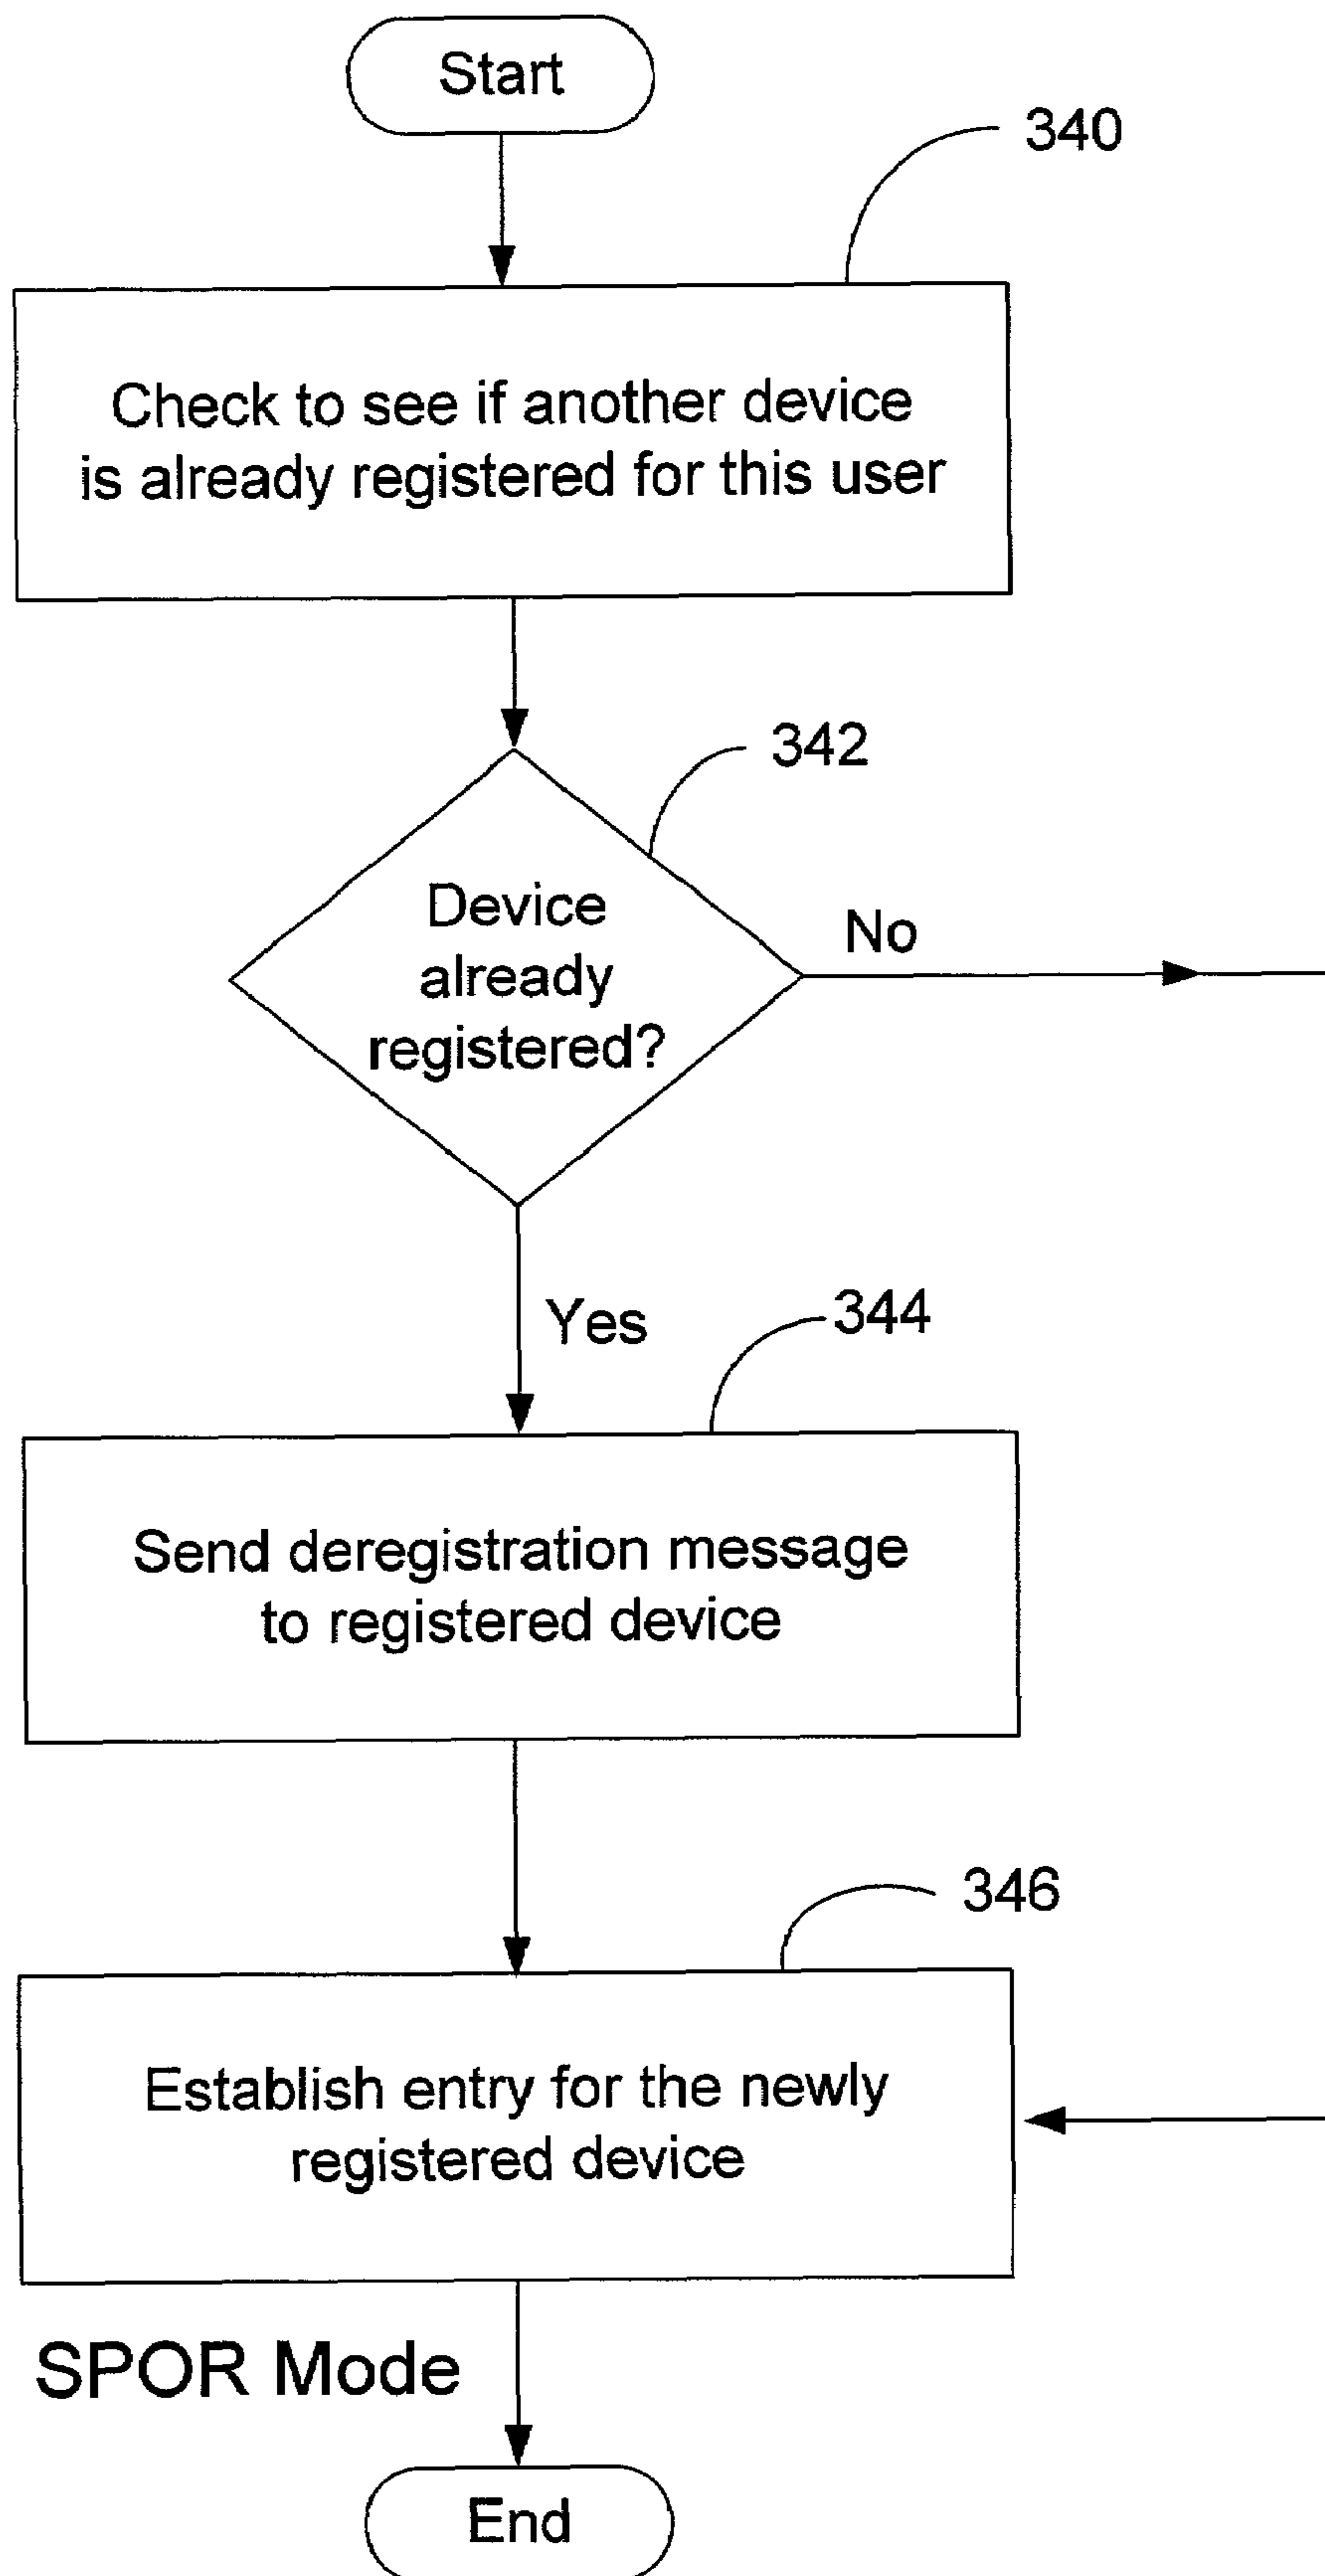 Start
340
Check to see if another device
is already registered for this user
342
Device
already
registered?
No
Yes
344
Send deregistration message
to registered device
346
Establish entry for the newly
registered device
SPOR Mode
End